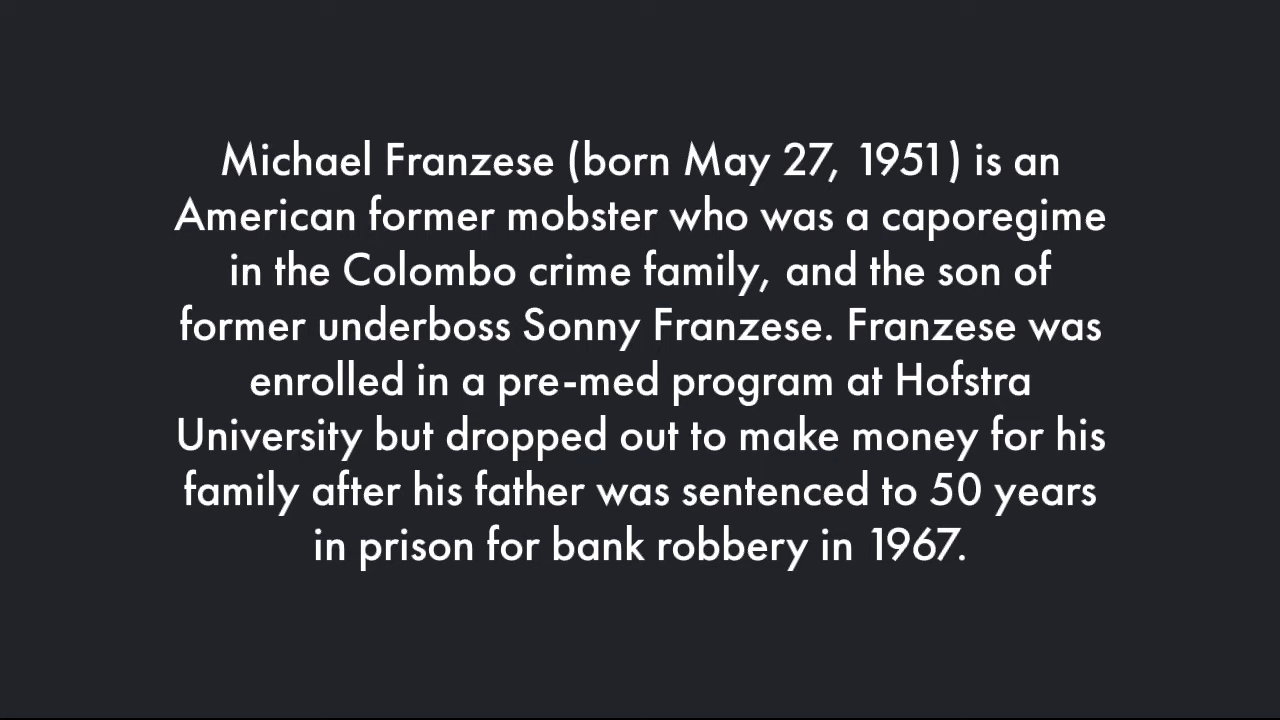 Michael Franzese (born May 27, 1951) is an
American former mobster who was a caporegime
in the Colombo crime family, and the son of
former underboss Sonny Franzese. Franzese was
enrolled in a pre-med program at Hofstra
University but dropped out to make money for his
family after his father was sentenced to 50 years
in prison for bank robbery in 1967.